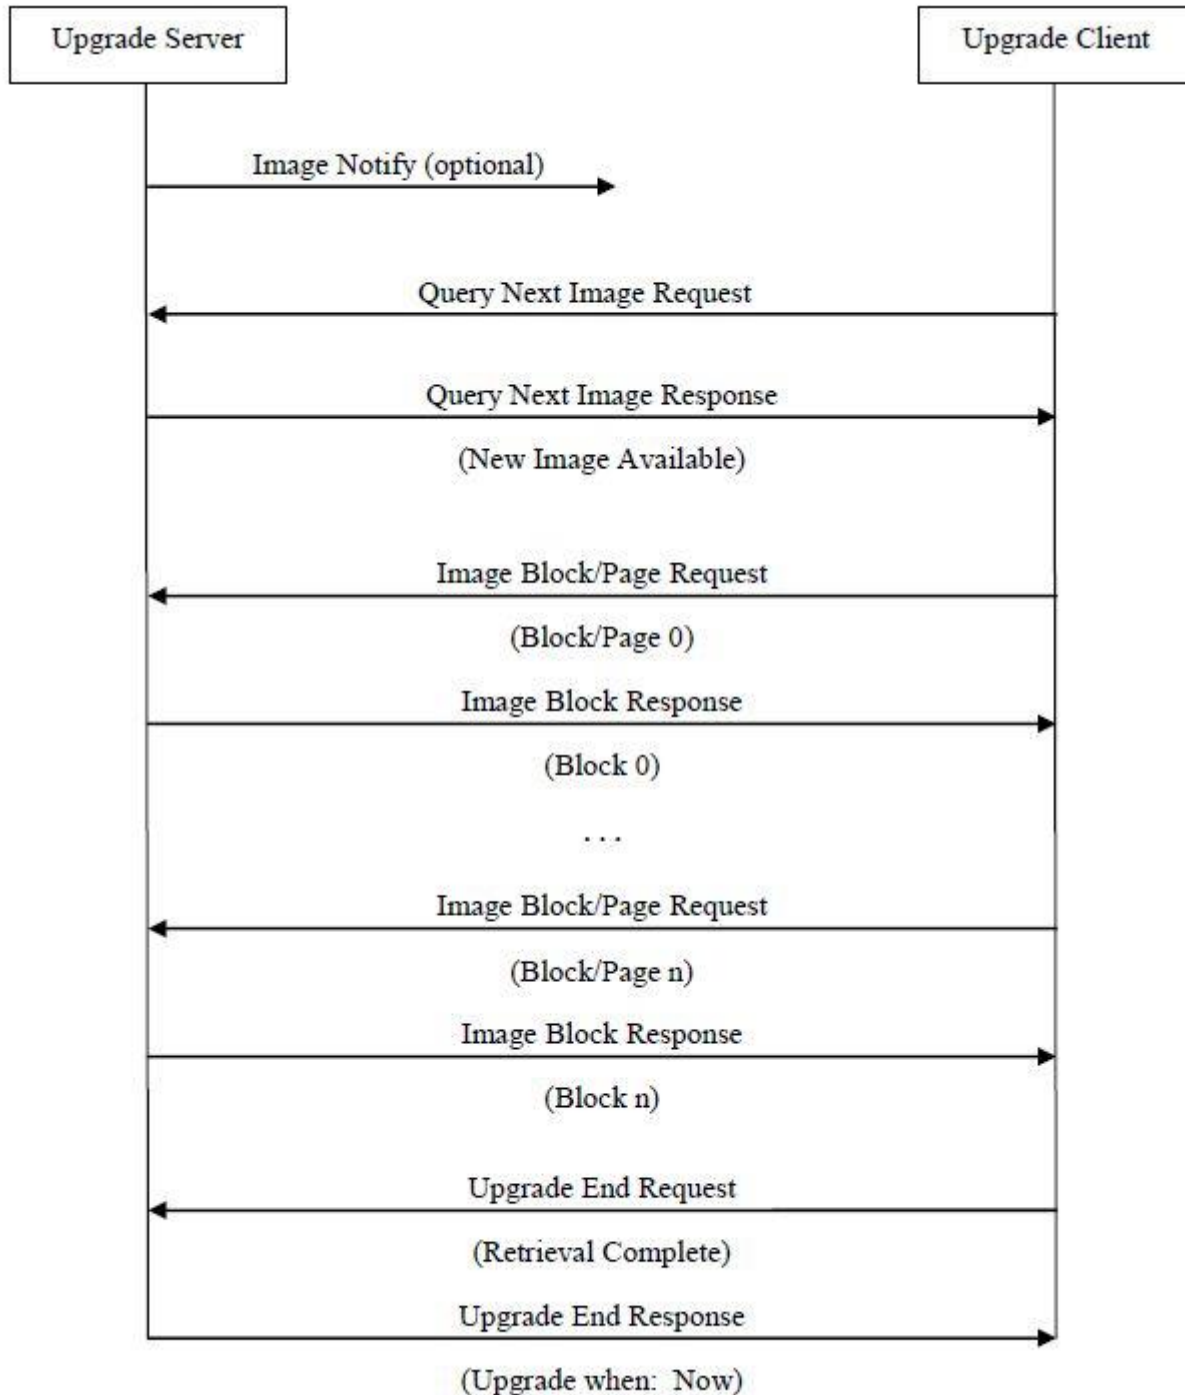 Upgrade Server
Upgrade Client
Image Notify (optional)
Query Next Image Request
Query Next Image Response
(New Image Available)
Image Block/Page Request
(Block/Page 0)
Image Block Response
(Block 0)
. . .
Image Block/Page Request
(Block/Page n)
Image Block Response
(Block n)
Upgrade End Request
(Retrieval Complete)
Upgrade End Response
(Upgrade when:  Now)